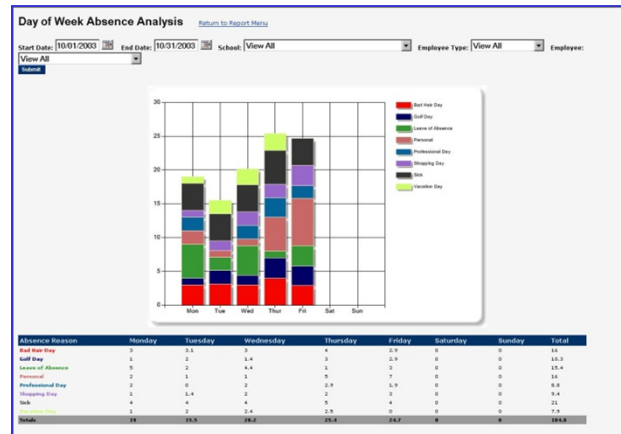 Day of Week Absence Analysis Return to Report Menu
Start Date: 10/01/2003 End Date: 10/31/2003 School: View All Employee Type: View All Employee:
View All
Submit
30
25
20
15
10
5
0
Mon Tue Wed Thur Fri Sat Sun
Bad Hair Day
Golf Day
Leave of Absence
Personal
Professional Day
Shopping Day
Sick
Vacation Day
Absence Reason Monday Tuesday Wednesday Thursday Friday Saturday Sunday Total
Bad Hair Day 3 3.1 3 4 2.9 0 0 16
Golf Day 1 2 1.4 3 2.9 0 0 10.3
Leave of Absence 5 2 4.4 1 3 0 0 15.4
Personal 2 1 1 5 7 0 0 16
Professional Day 2 0 2 2.9 1.9 0 0 8.8
Shopping Day 1 1.4 2 2 3 0 0 9.4
Sick 4 4 4 5 4 0 0 21
Vacation Day 1 2 2.4 2.5 0 0 0 7.9
Totals 19 15.5 20.2 25.4 24.7 0 0 104.8